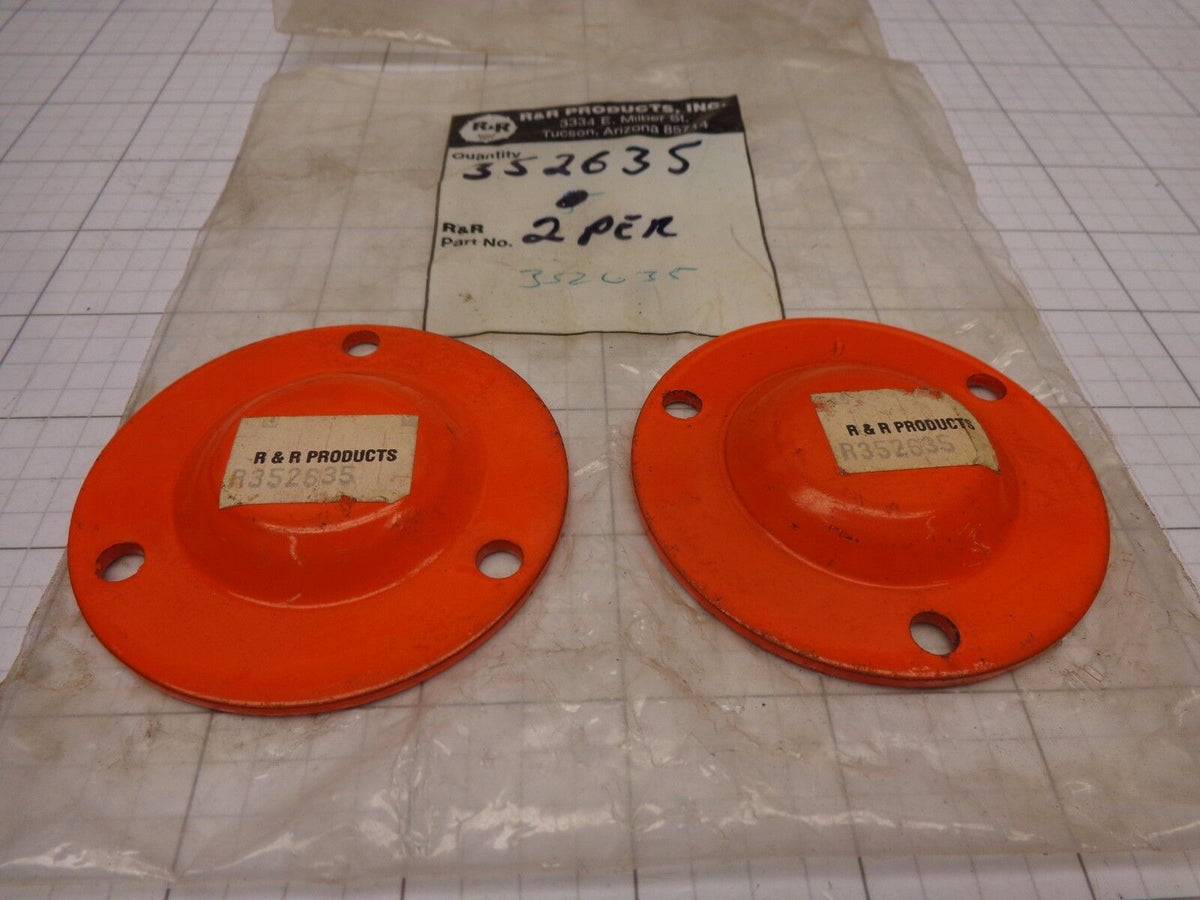 R&R PRODUCTS, INC.
3334 E. Milber St.
Tucson, Arizona 85714
R&R
Quantity
352635
R&R
Part No. 2 PER
352635
R & R PRODUCTS
R352635
R & R PRODUCTS
R352635